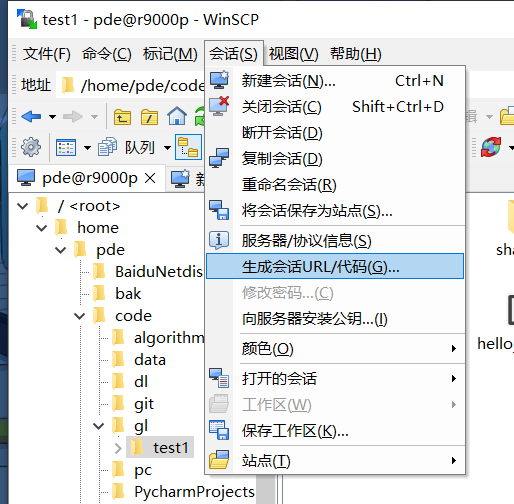 test1 - pde@r9000p - WinSCP
文件(F) 命令(C) 标记(M) 会话(S) 视图(V) 帮助(H)
地址 / /home/pde/code
队列
pde@r9000p × 新
新建会话(N)... Ctrl+N
关闭会话(C) Shift+Ctrl+D
断开会话(D)
复制会话(D)
重命名会话(R)
将会话保存为站点(S)...
服务器/协议信息(S)
生成会话URL/代码(G)...
修改密码...(C)
向服务器安装公钥...(I)
颜色(O)
打开的会话
工作区(W)
保存工作区(K)...
站点(T)
/ <root>
home
pde
BaiduNetdis
bak
code
algorithm
data
dl
git
gl
test1
pc
PycharmProjects
辑
sha
hello_